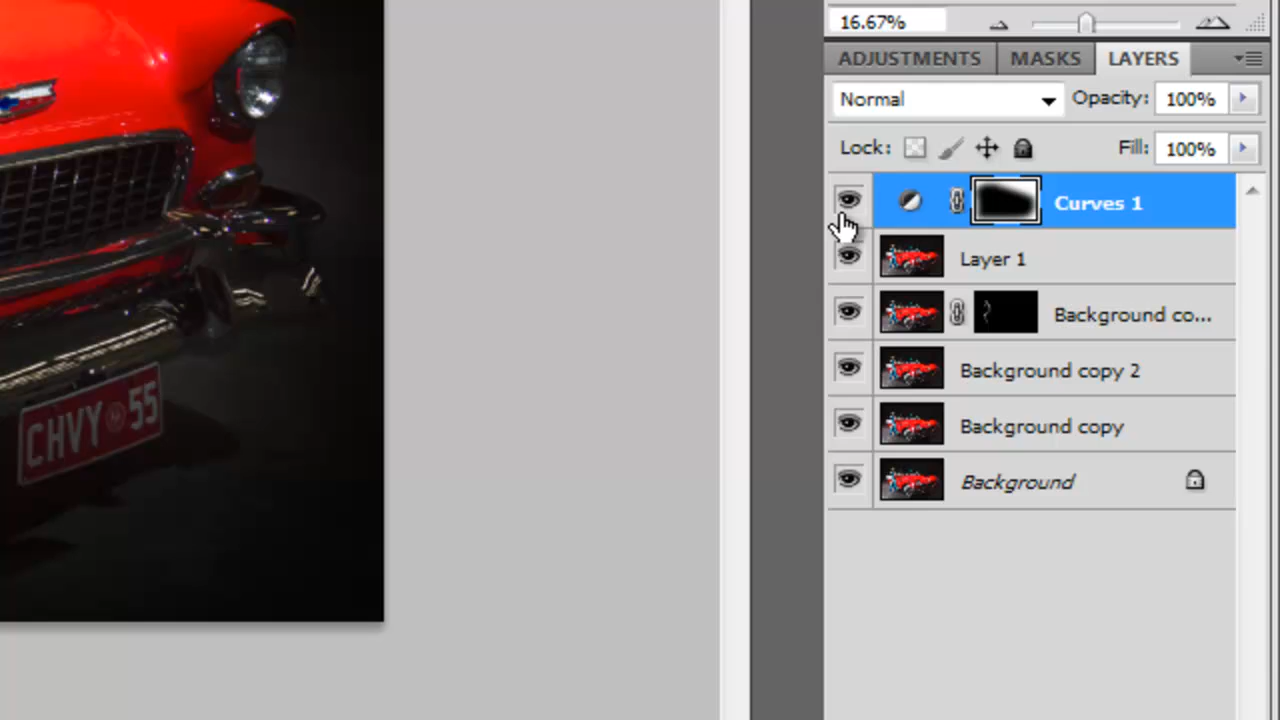 16.67%
ADJUSTMENTS MASKS LAYERS
Normal Opacity: 100%
Lock: Fill: 100%
Curves 1
Layer 1
Background co...
Background copy 2
Background copy
Background
CHVY 55